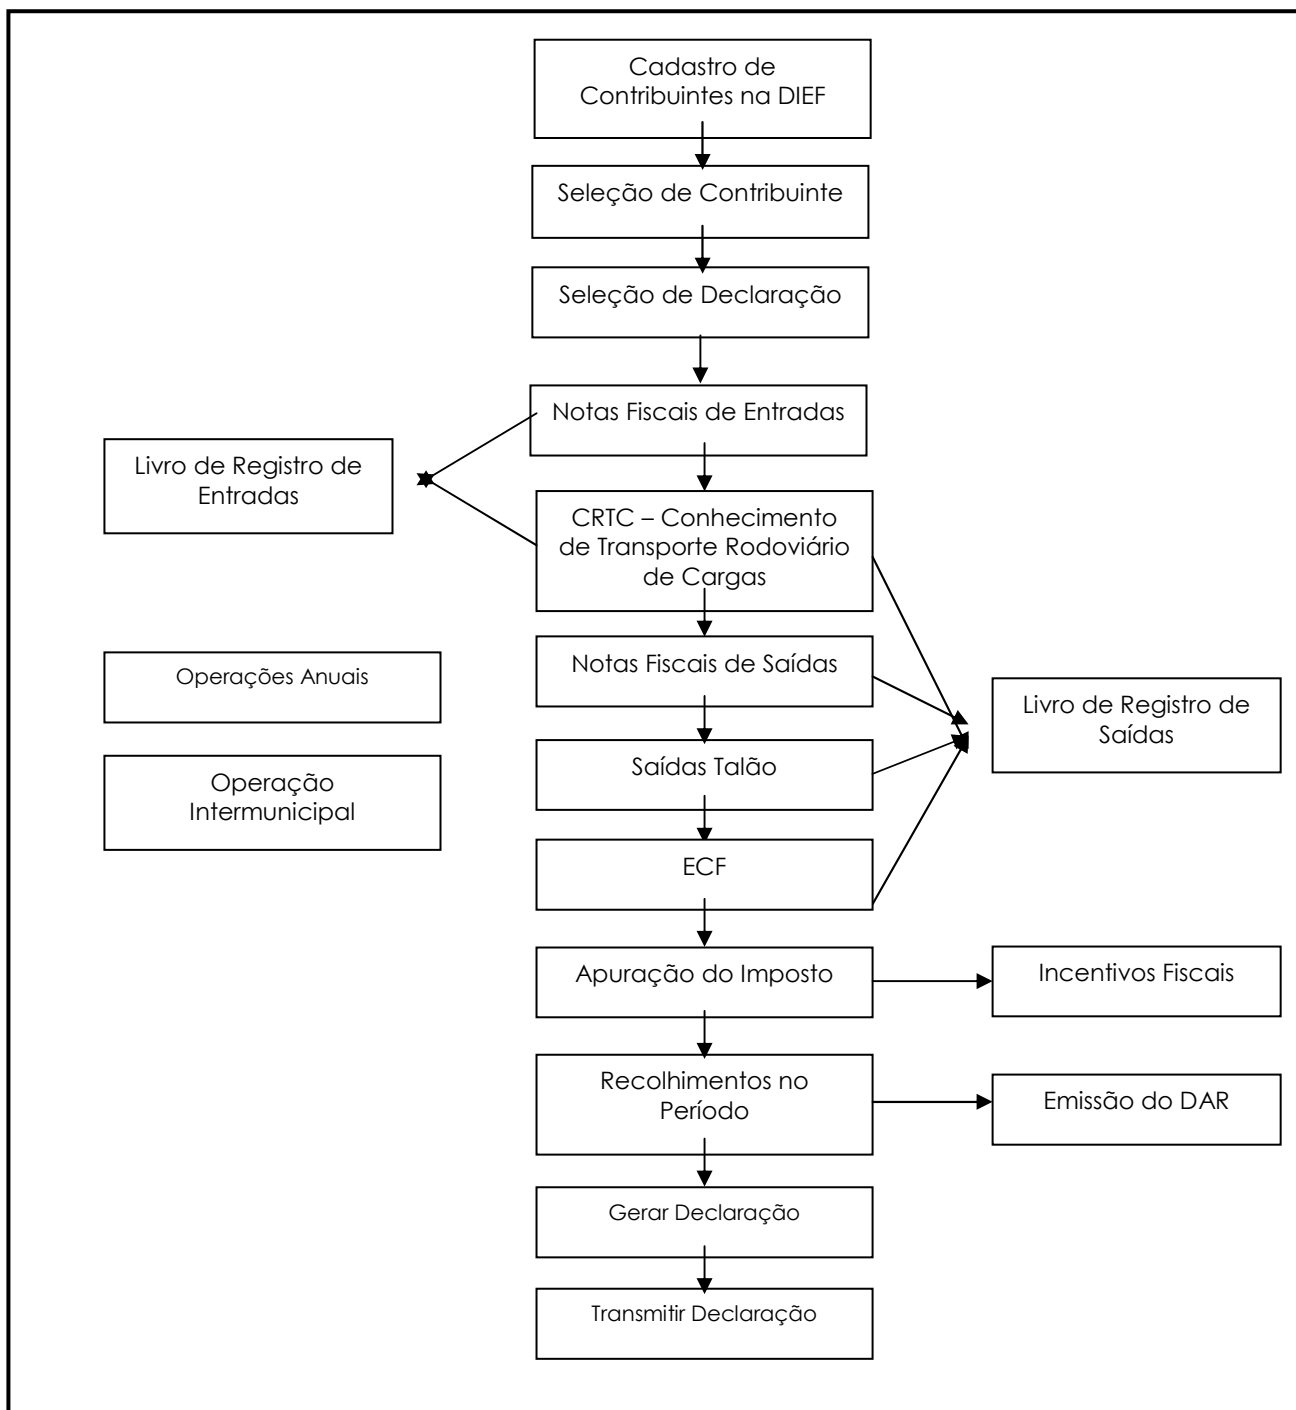 Cadastro de
Contribuintes na DIEF
Seleção de Contribuinte
Seleção de Declaração
Notas Fiscais de Entradas
Livro de Registro de
Entradas
CRTC – Conhecimento
de Transporte Rodoviário
de Cargas
Notas Fiscais de Saídas
Operações Anuais
Livro de Registro de
Saídas
Saídas Talão
Operação
Intermunicipal
ECF
Apuração do Imposto
Incentivos Fiscais
Recolhimentos no
Período
Emissão do DAR
Gerar Declaração
Transmitir Declaração